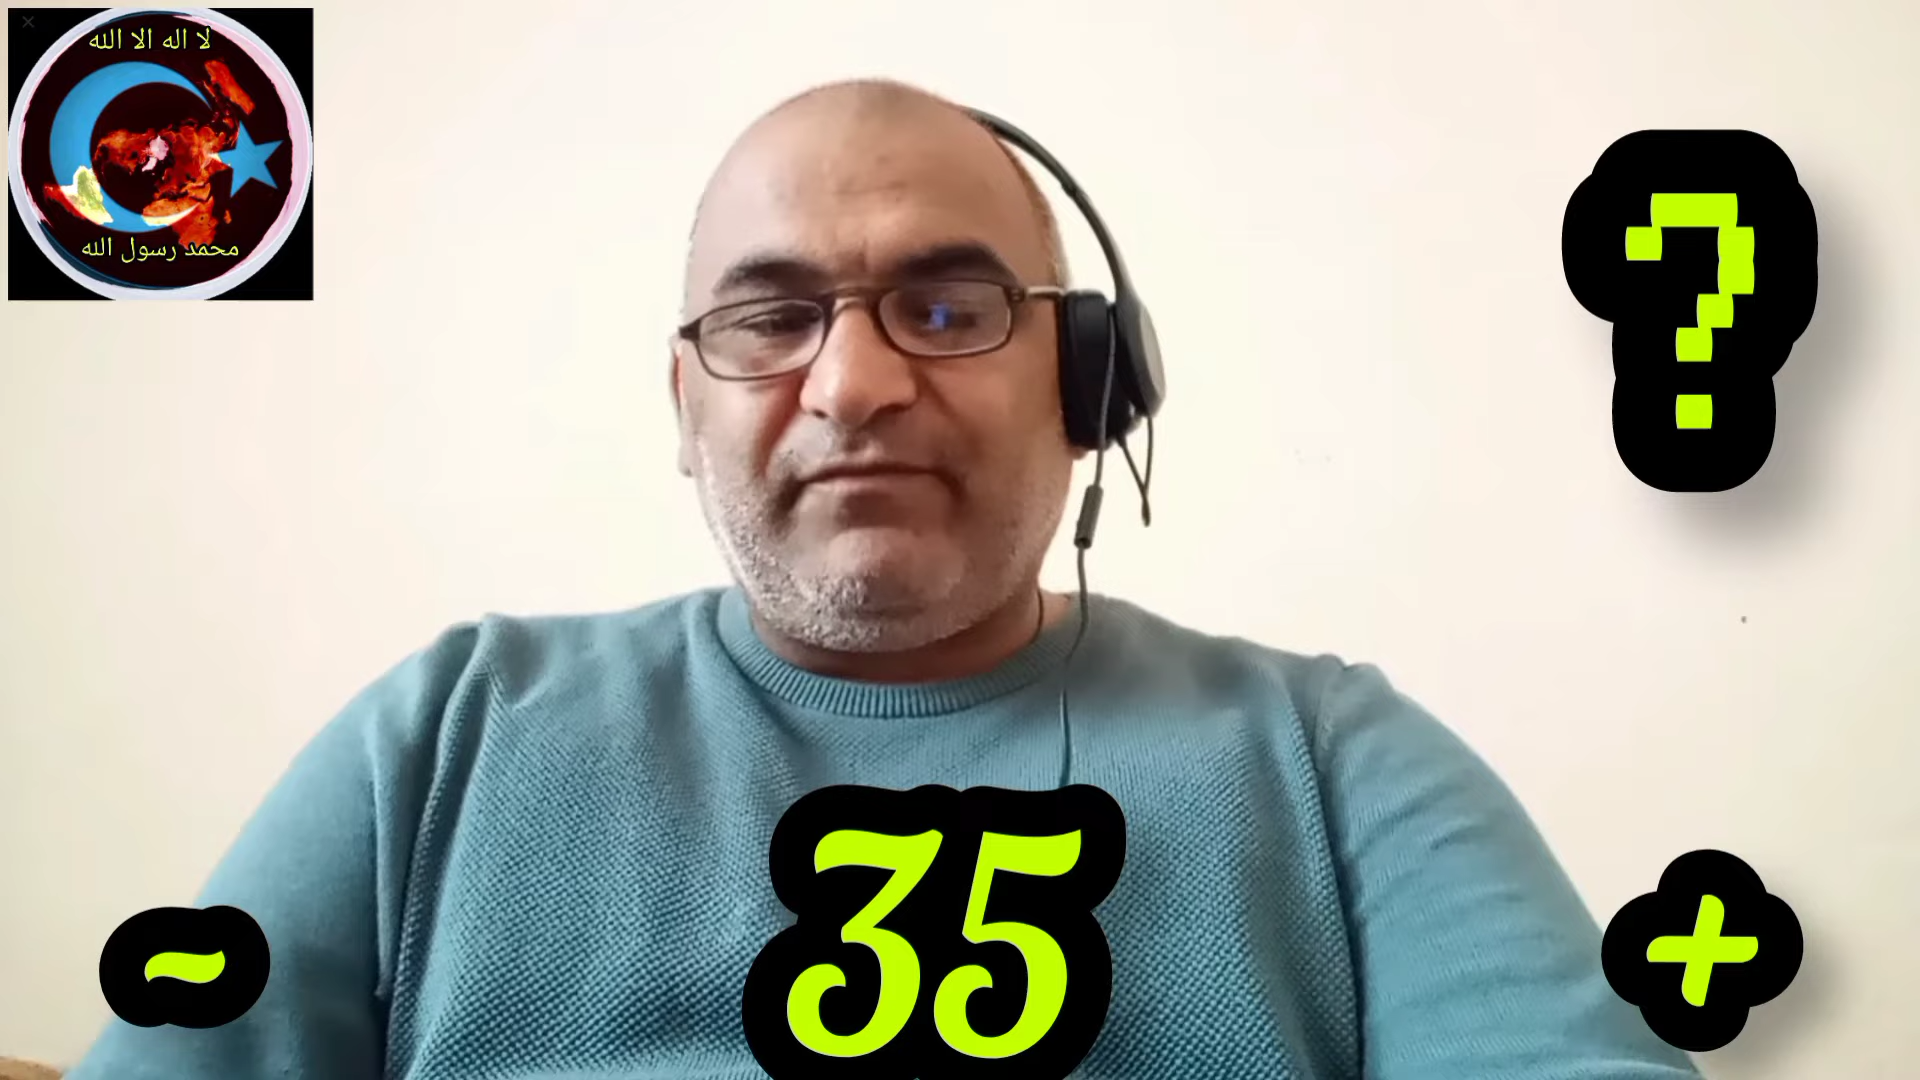 لا اله الا الله
محمد رسول الله
?
- 35 +